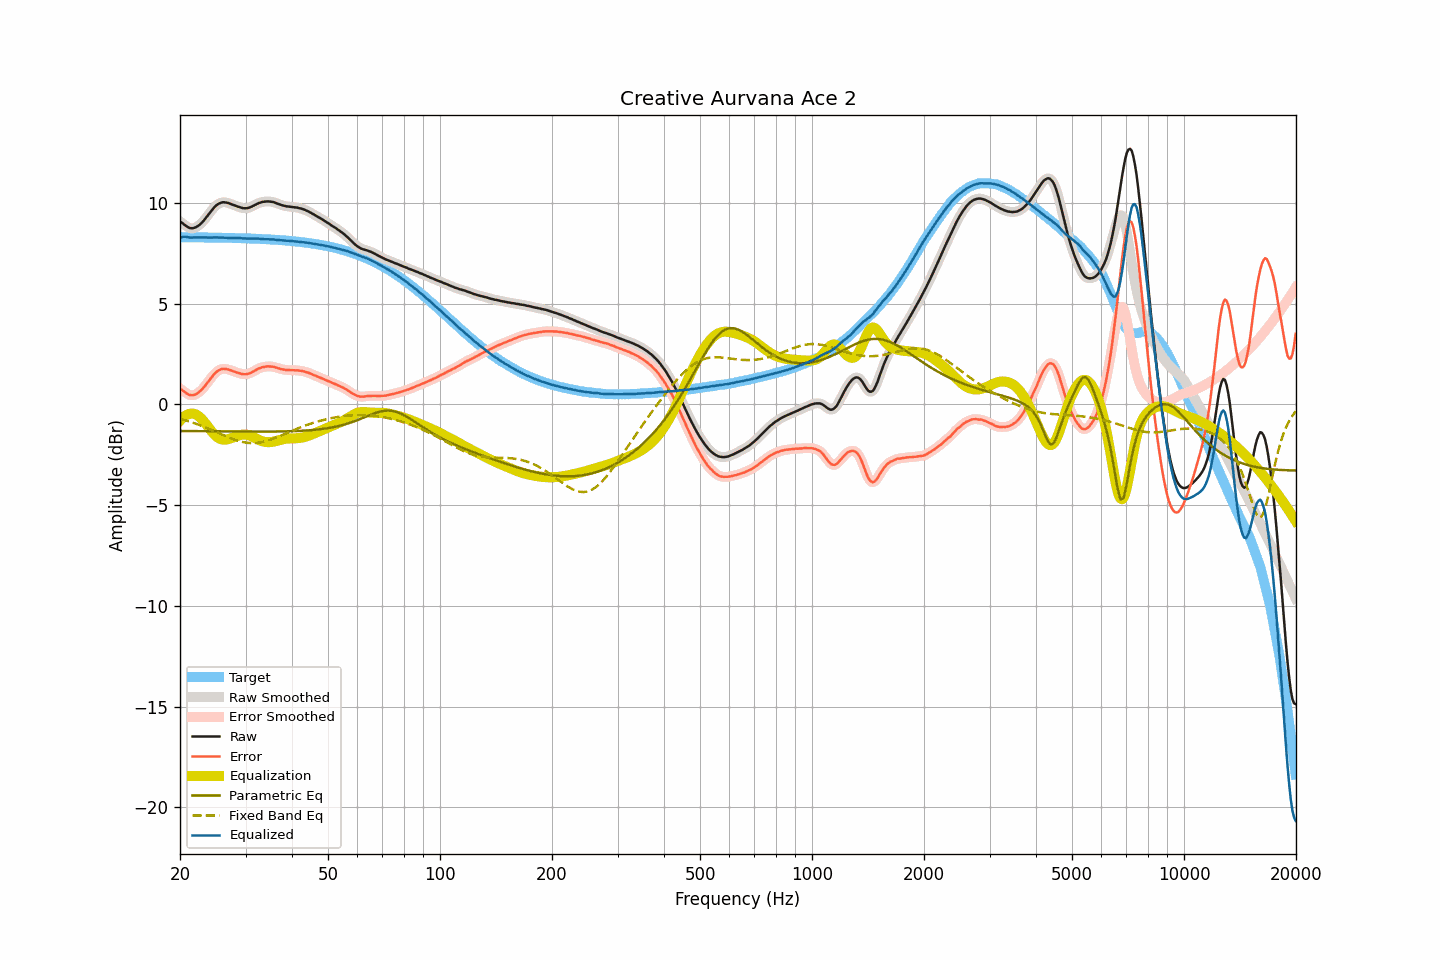 Creative Aurvana Ace 2
Amplitude (dBr)
10
5
0
−5
−10
−15
−20
Target
Raw Smoothed
Error Smoothed
Raw
Error
Equalization
Parametric Eq
Fixed Band Eq
Equalized
20 50 100 200 500 1000 2000 5000 10000 20000
Frequency (Hz)